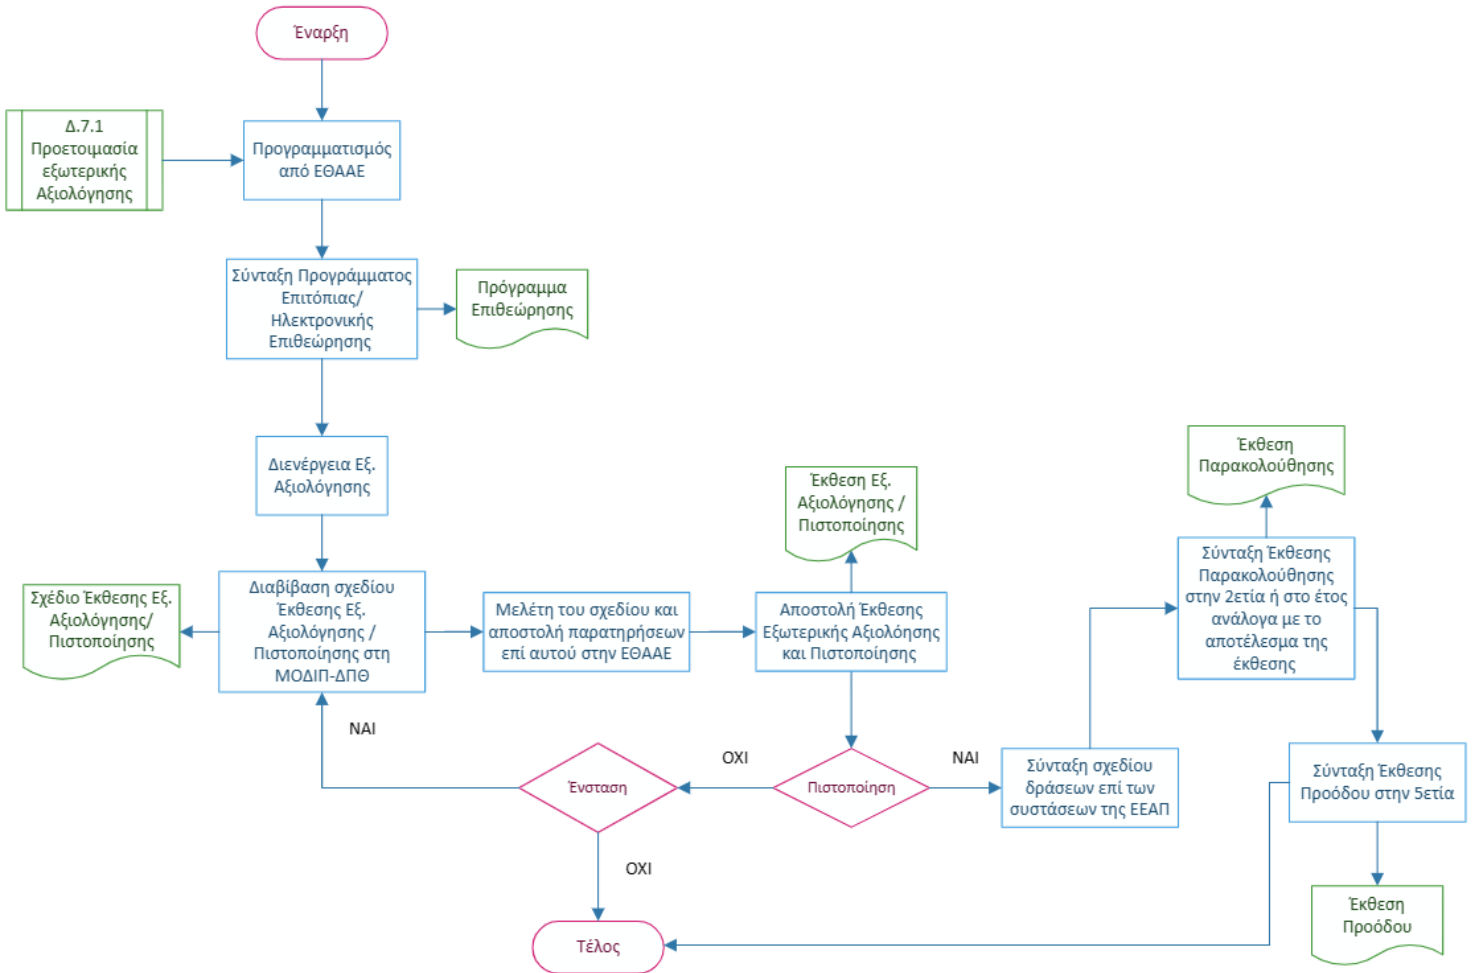 Έναρξη
Δ.7.1
Προετοιμασία
εξωτερικής
Αξιολόγησης
Προγραμματισμός
από ΕΘΑΑΕ
Σύνταξη Προγράμματος
Επιτόπιας/
Ηλεκτρονικής
Επιθεώρησης
Πρόγραμμα
Επιθεώρησης
Διενέργεια Εξ.
Αξιολόγησης
Σχέδιο Έκθεσης Εξ.
Αξιολόγησης/
Πιστοποίησης
Διαβίβαση σχεδίου
Έκθεσης Εξ.
Αξιολόγησης /
Πιστοποίησης στη
ΜΟΔΙΠ-ΔΠΘ
Μελέτη του σχεδίου και
αποστολή παρατηρήσεων
επί αυτού στην ΕΘΑΑΕ
Έκθεση Εξ.
Αξιολόγησης /
Πιστοποίησης
Αποστολή Έκθεσης
Εξωτερικής Αξιολόησης
και Πιστοποίησης
Έκθεση
Παρακολούθησης
Σύνταξη Έκθεσης
Παρακολούθησης
στην 2ετία ή στο έτος
ανάλογα με το
αποτέλεσμα της
έκθεσης
ΝΑΙ
Ένσταση
ΟΧΙ
Πιστοποίηση
ΝΑΙ
Σύνταξη σχεδίου
δράσεων επί των
συστάσεων της ΕΕΑΠ
Σύνταξη Έκθεσης
Προόδου στην 5ετία
ΟΧΙ
Τέλος
Έκθεση
Προόδου